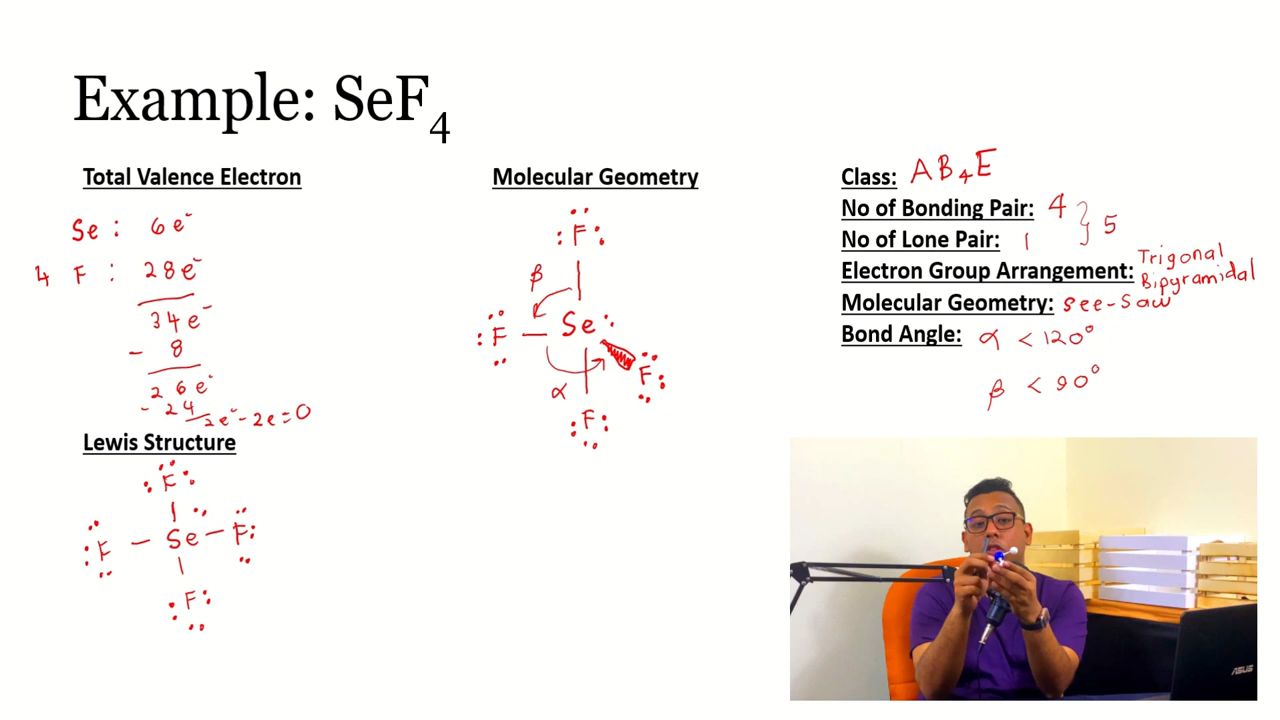 Example: SeF4
Total Valence Electron
Se : 6e-
4 F : 28e-
34e-
- 8
26e-
- 24
2e- - 2e = 0
Lewis Structure
F
F - Se - F
F
Molecular Geometry
F
β
F - Se
F
α
F
Class: AB4E
No of Bonding Pair: 4
No of Lone Pair: 1 } 5
Electron Group Arrangement: Trigonal
Bipyramidal
Molecular Geometry: See-Saw
Bond Angle: α < 120°
β < 90°
ASUS